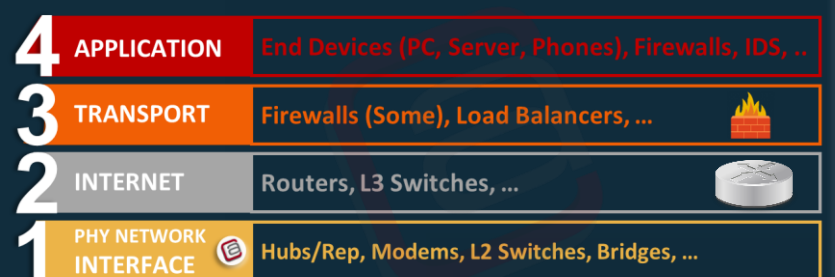 4 APPLICATION End Devices (PC, Server, Phones), Firewalls, IDS, ..
3 TRANSPORT Firewalls (Some), Load Balancers, ...
2 INTERNET Routers, L3 Switches, ...
1 PHY NETWORK
INTERFACE Hubs/Rep, Modems, L2 Switches, Bridges, ...